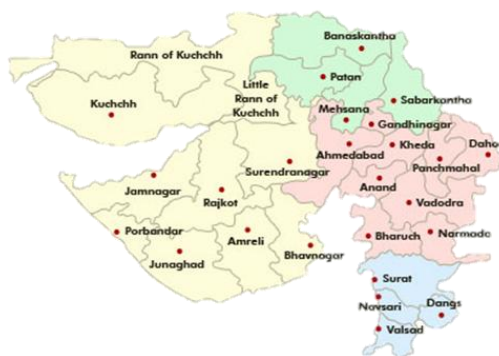 Banaskantha
Rann of Kuchchh
Patan
Little
Rann of
Kuchchh
Kuchchh
Sabarkantha
Mehsana
Gandhinagar
Ahmedabad
Kheda
Daho
Panchmahal
Surendranagar
Anand
Jamnagar
Rajkot
Vadodra
Porbandar
Amreli
Bharuch
Narmada
Junaghad
Bhavnagar
Surat
Navsari
Dangs
Valsad